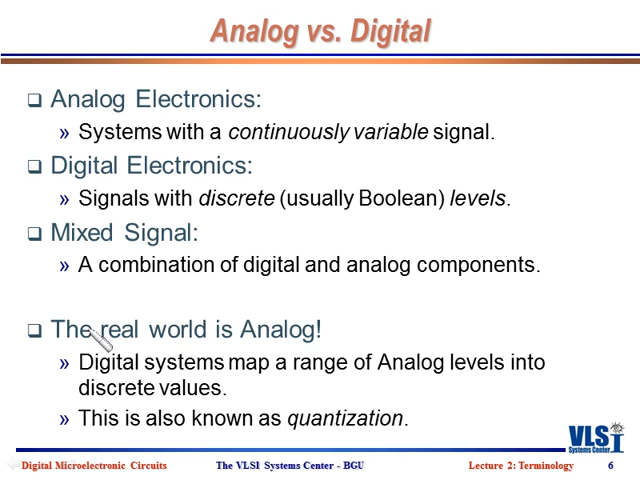 Analog vs. Digital
❑ Analog Electronics:
» Systems with a continuously variable signal.
❑ Digital Electronics:
» Signals with discrete (usually Boolean) levels.
❑ Mixed Signal:
» A combination of digital and analog components.
❑ The real world is Analog!
» Digital systems map a range of Analog levels into
discrete values.
» This is also known as quantization.
VLSI
Systems Center
Digital Microelectronic Circuits The VLSI Systems Center - BGU Lecture 2: Terminology 6